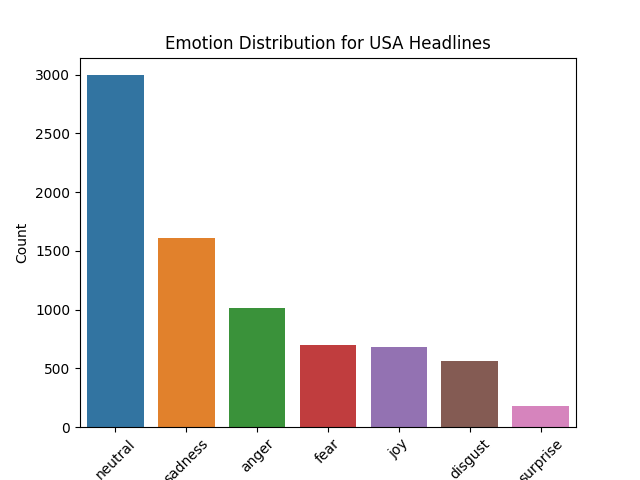 Emotion Distribution for USA Headlines
Count
3000
2500
2000
1500
1000
500
0
neutral
sadness
anger
fear
joy
disgust
surprise